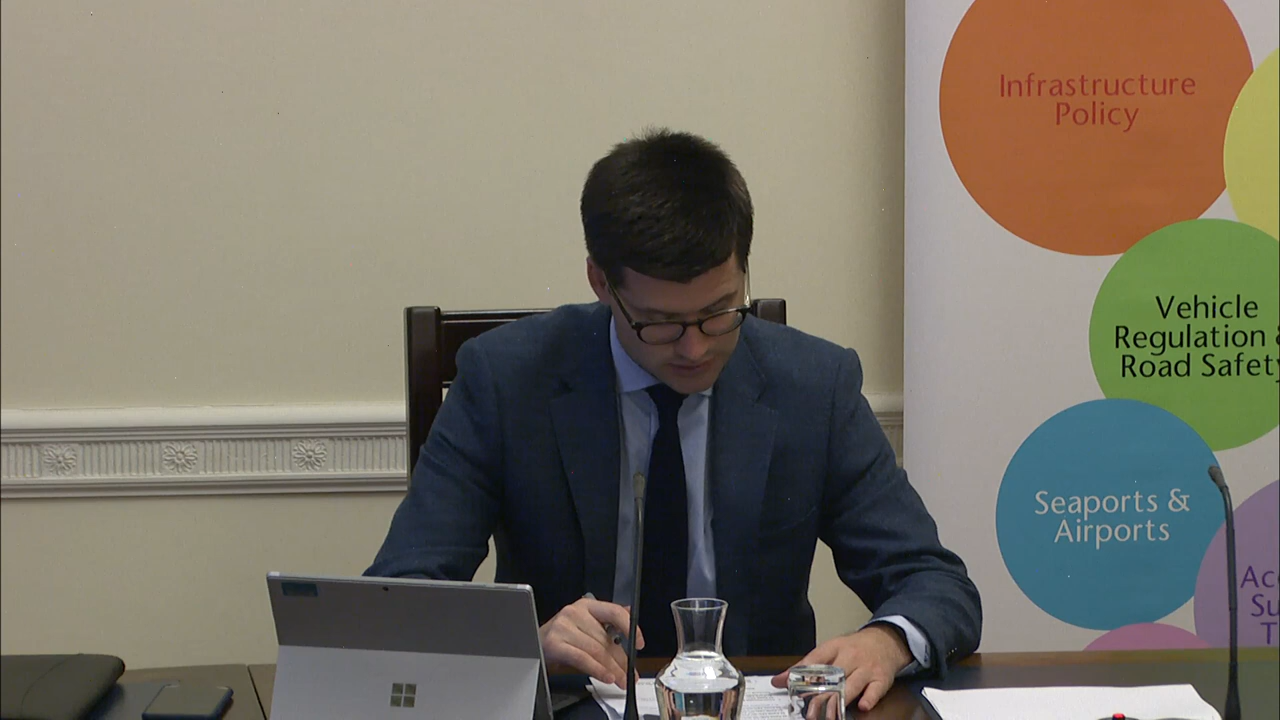 Infrastructure
Policy
Vehicle
Regulation
Road Safety
Seaports &
Airports